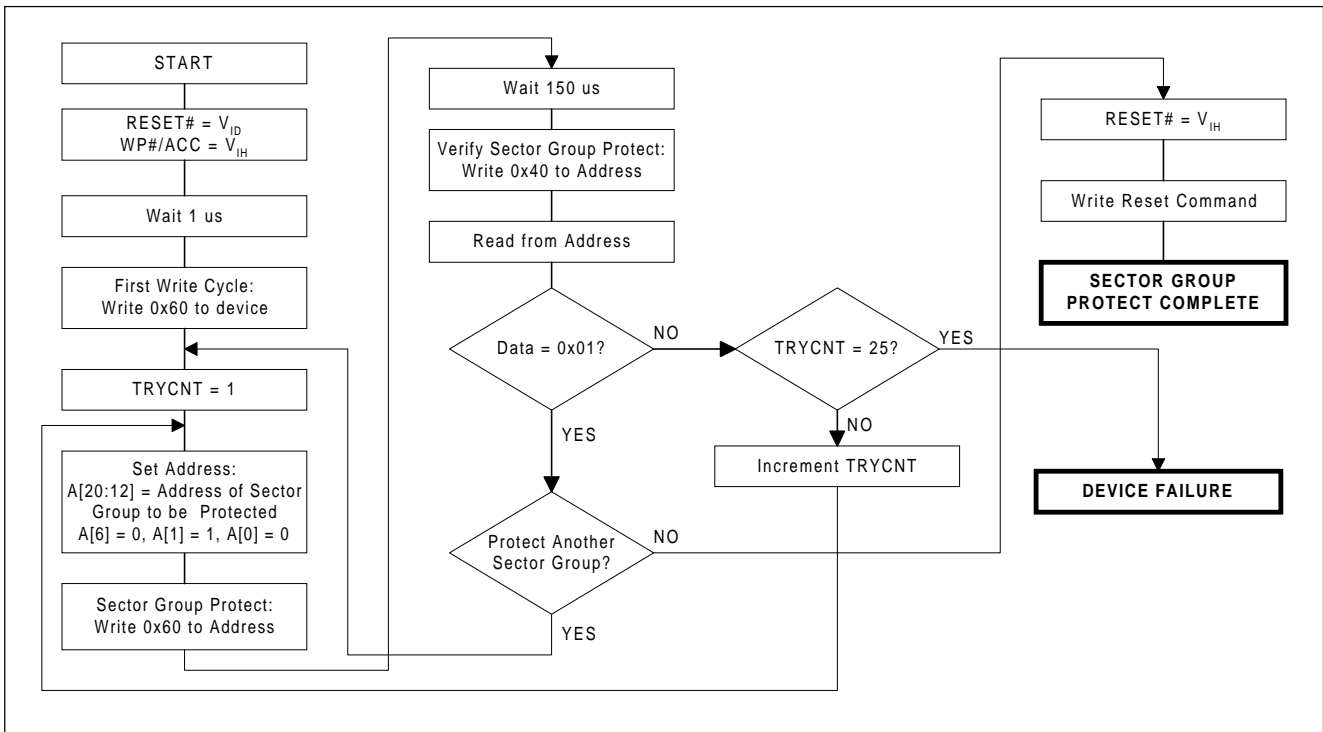 START
RESET# = VID
WP#/ACC = VIH
Wait 1 us
First Write Cycle:
Write 0x60 to device
TRYCNT = 1
Set Address:
A[20:12] = Address of Sector
Group to be Protected
A[6] = 0, A[1] = 1, A[0] = 0
Sector Group Protect:
Write 0x60 to Address
Wait 150 us
Verify Sector Group Protect:
Write 0x40 to Address
Read from Address
Data = 0x01?
NO
YES
TRYCNT = 25?
YES
NO
Increment TRYCNT
Protect Another
Sector Group?
NO
YES
RESET# = VIH
Write Reset Command
SECTOR GROUP
PROTECT COMPLETE
DEVICE FAILURE